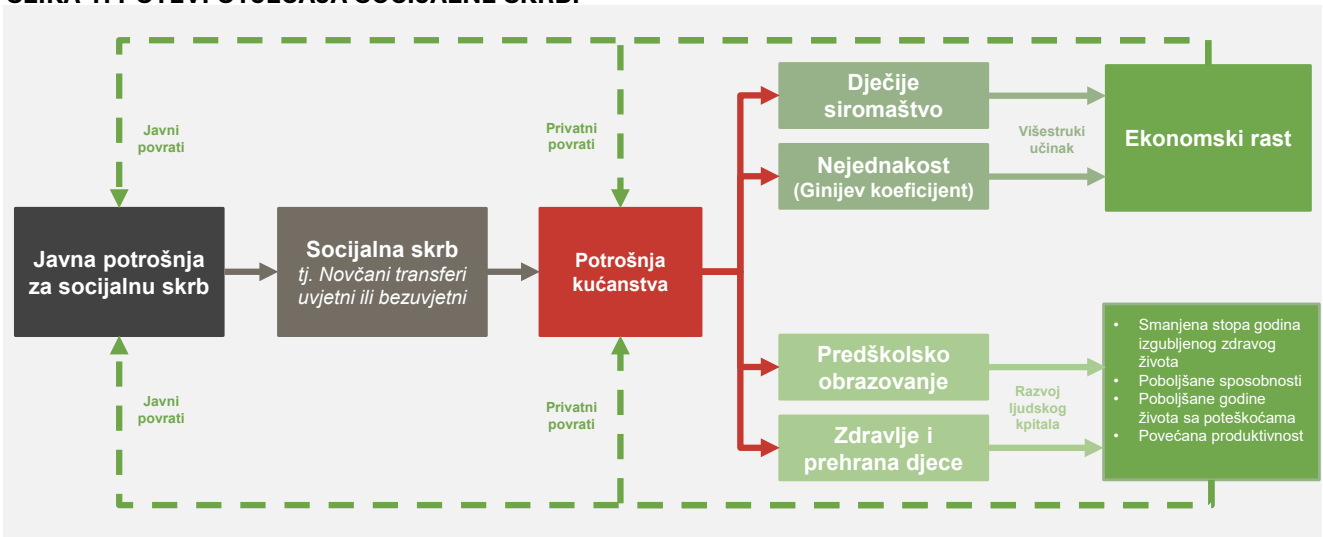 Javni
povrati
Privatni
povrati
Dječije
siromaštvo
Nejednakost
(Ginijev koeficijent)
Višestruki
učinak
Ekonomski rast
Javna potrošnja
za socijalnu skrb
Socijalna skrb
tj. Novčani transferi
uvjetni ili bezuvjetni
Potrošnja
kućanstva
Javni
povrati
Privatni
povrati
Predškolsko
obrazovanje
Zdravlje i
prehrana djece
Razvoj
ljudskog
kpitala
• Smanjena stopa godina
izgubljenog zdravog
života
• Poboljšane sposobnosti
• Poboljšane godine
života sa poteškoćama
• Povećana produktivnost